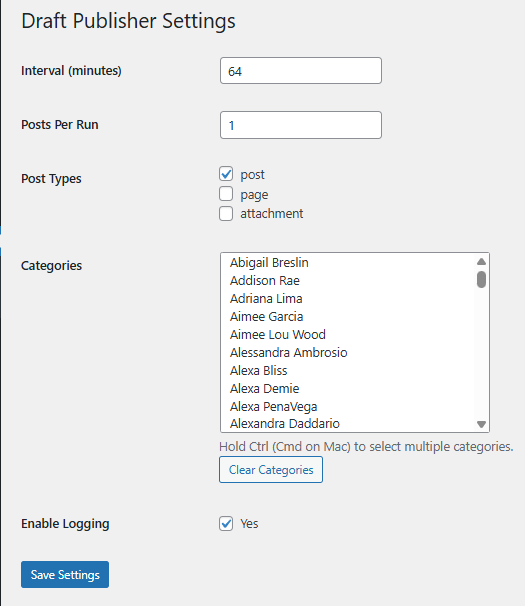 Draft Publisher Settings
Interval (minutes)
64
Posts Per Run
1
Post Types
post
page
attachment
Categories
Abigail Breslin
Addison Rae
Adriana Lima
Aimee Garcia
Aimee Lou Wood
Alessandra Ambrosio
Alexa Bliss
Alexa Demie
Alexa PenaVega
Alexandra Daddario
Hold Ctrl (Cmd on Mac) to select multiple categories.
Clear Categories
Enable Logging
Yes
Save Settings